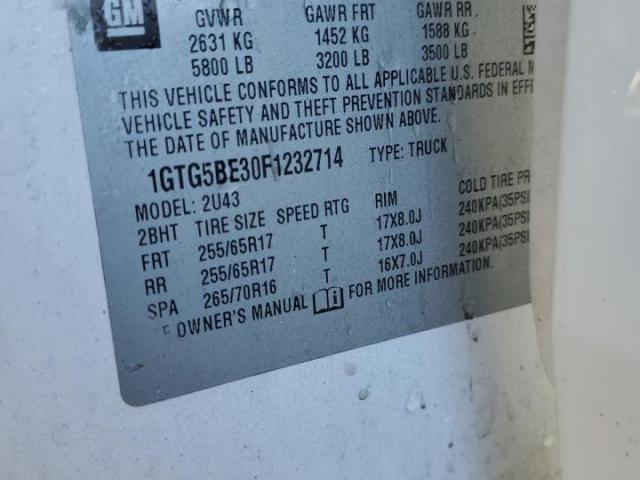 GM
GVWR GAWR FRT GAWR RR
2631 KG 1452 KG 1588 KG
5800 LB 3200 LB 3500 LB
THIS VEHICLE CONFORMS TO ALL APPLICABLE U.S. FEDERAL
VEHICLE SAFETY AND THEFT PREVENTION STANDARDS IN
THE DATE OF MANUFACTURE SHOWN ABOVE.
1GTG5BE30F1232714 TYPE: TRUCK
MODEL: 2U43
2BHT TIRE SIZE SPEED RTG RIM COLD TIRE PR
FRT 255/65R17 T 17X8.0J 240KPA(35PSI
RR 255/65R17 T 17X8.0J 240KPA(35PSI
SPA 265/70R16 T 16X7.0J 240KPA(35PSI
OWNER'S MANUAL FOR MORE INFORMATION.